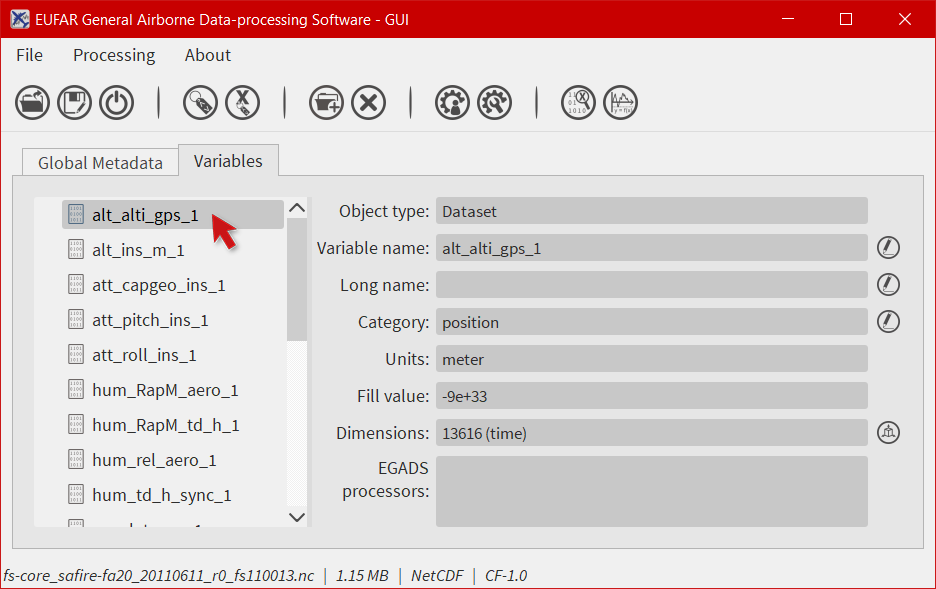 EUFAR General Airborne Data-processing Software - GUI
File Processing About
Global Metadata Variables
alt_alti_gps_1
alt_ins_m_1
att_capgeo_ins_1
att_pitch_ins_1
att_roll_ins_1
hum_RapM_aero_1
hum_RapM_td_h_1
hum_rel_aero_1
hum_td_h_sync_1
Object type: Dataset
Variable name: alt_alti_gps_1
Long name:
Category: position
Units: meter
Fill value: -9e+33
Dimensions: 13616 (time)
EGADS
processors:
fs-core_safire-fa20_20110611_r0_fs110013.nc | 1.15 MB | NetCDF | CF-1.0